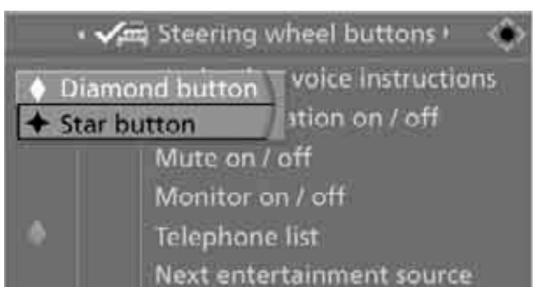 Steering wheel buttons
Diamond button
voice instructions
Star button
ation on / off
Mute on / off
Monitor on / off
Telephone list
Next entertainment source